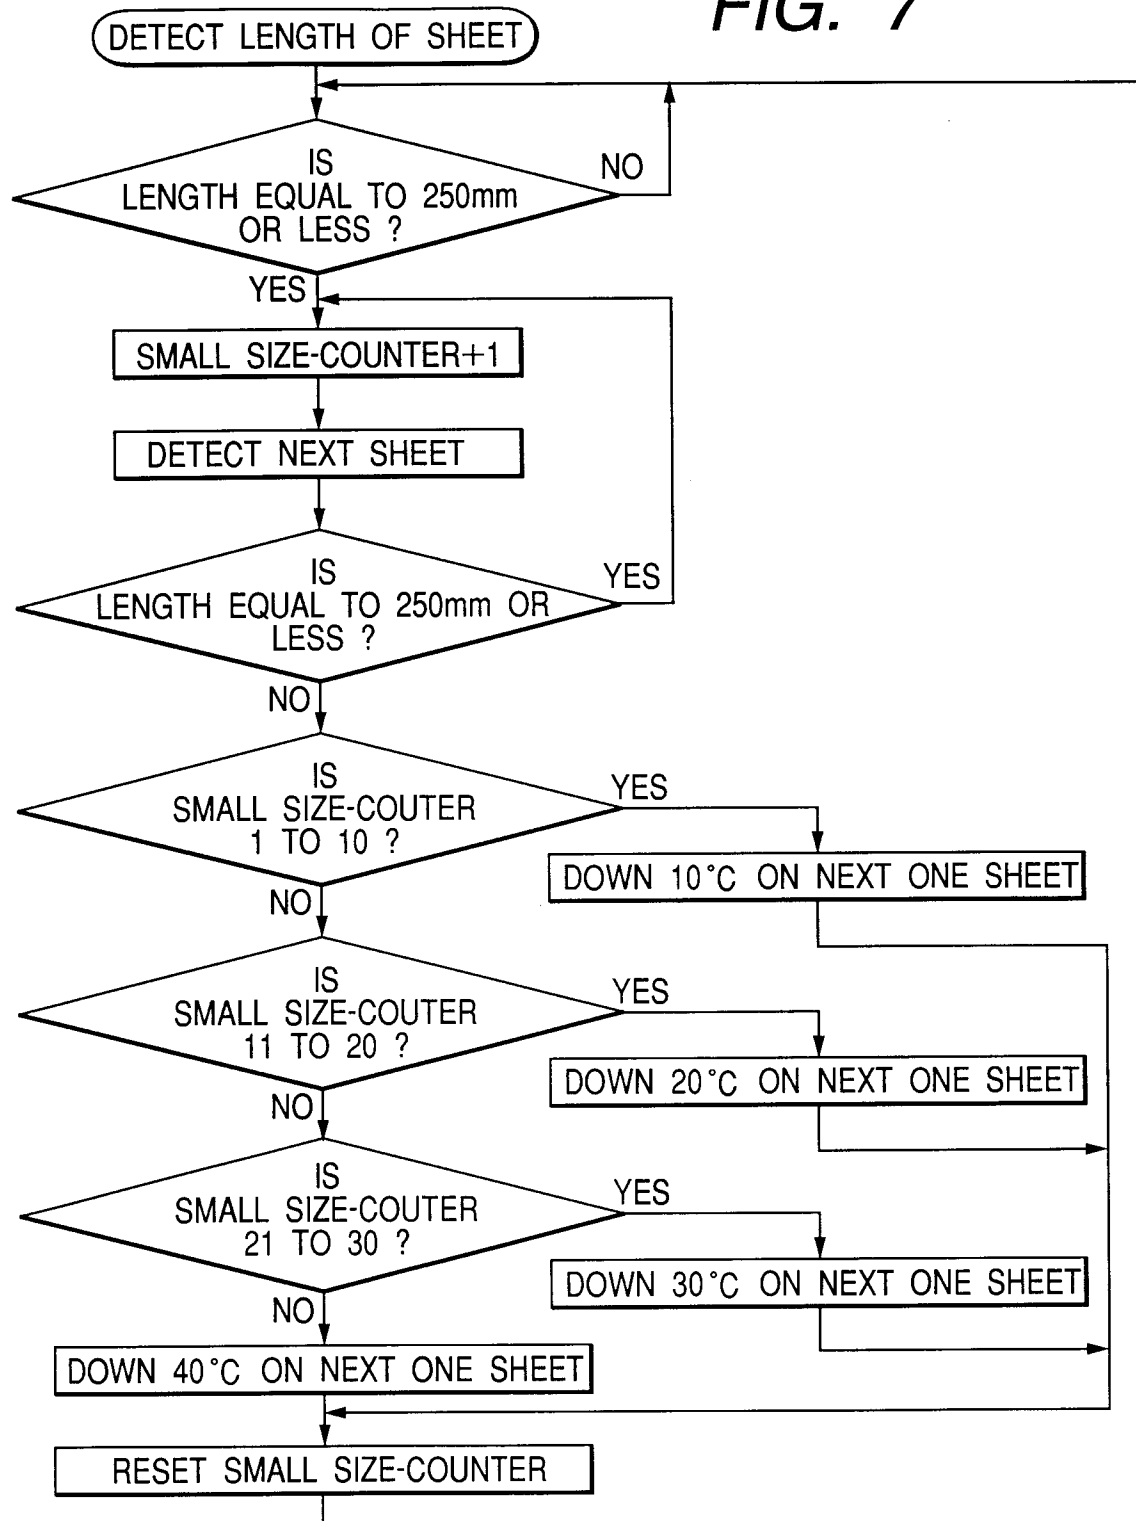 FIG. 7
DETECT LENGTH OF SHEET
IS
LENGTH EQUAL TO 250mm
OR LESS ?
NO
YES
SMALL SIZE-COUNTER+1
DETECT NEXT SHEET
IS
LENGTH EQUAL TO 250mm OR
LESS ?
YES
NO
IS
SMALL SIZE-COUTER
1 TO 10 ?
YES
DOWN 10°C ON NEXT ONE SHEET
NO
IS
SMALL SIZE-COUTER
11 TO 20 ?
YES
DOWN 20°C ON NEXT ONE SHEET
NO
IS
SMALL SIZE-COUTER
21 TO 30 ?
YES
DOWN 30°C ON NEXT ONE SHEET
NO
DOWN 40°C ON NEXT ONE SHEET
RESET SMALL SIZE-COUNTER